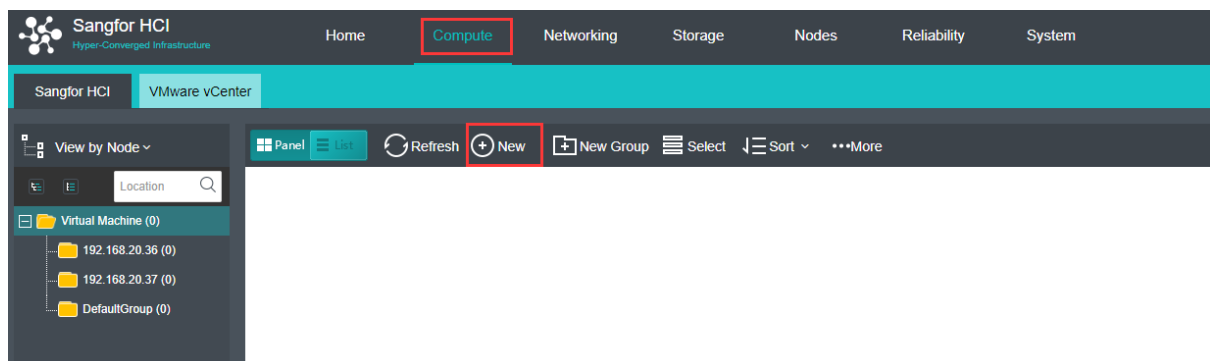 Sangfor HCI
Hyper-Converged Infrastructure
Home Compute Networking Storage Nodes Reliability System
Sangfor HCI VMware vCenter
View by Node
Panel List Refresh New New Group Select Sort •••More
Location
Virtual Machine (0)
192.168.20.36 (0)
192.168.20.37 (0)
DefaultGroup (0)